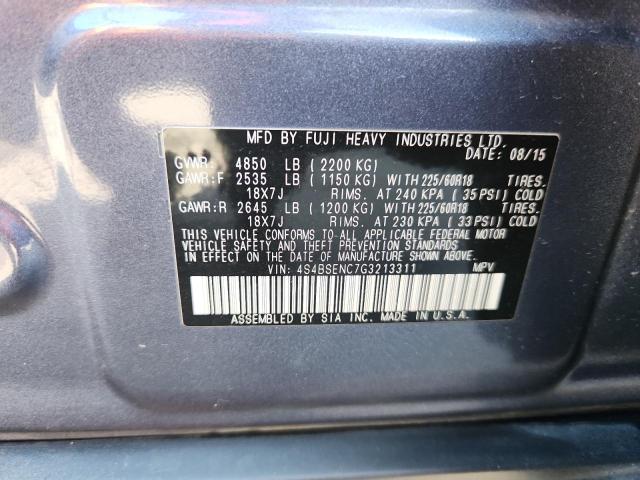 MFD BY FUJI HEAVY INDUSTRIES LTD.
DATE: 08/15
GVWR: 4850 LB (2200 KG)
GAWR:F 2535 LB (1150 KG) WITH 225/60R18 TIRES.
18X7J RIMS. AT 240 KPA (35 PSI) COLD
GAWR:R 2645 LB (1200 KG) WITH 225/60R18 TIRES.
18X7J RIMS. AT 230 KPA (33 PSI) COLD
THIS VEHICLE CONFORMS TO ALL APPLICABLE FEDERAL MOTOR
VEHICLE SAFETY AND THEFT PREVENTION STANDARDS
IN EFFECT ON THE DATE OF MANUFACTURE SHOWN ABOVE.
VIN: 4S4BSENC7G3213311 MPV
ASSEMBLED BY SIA INC. MADE IN U.S.A.